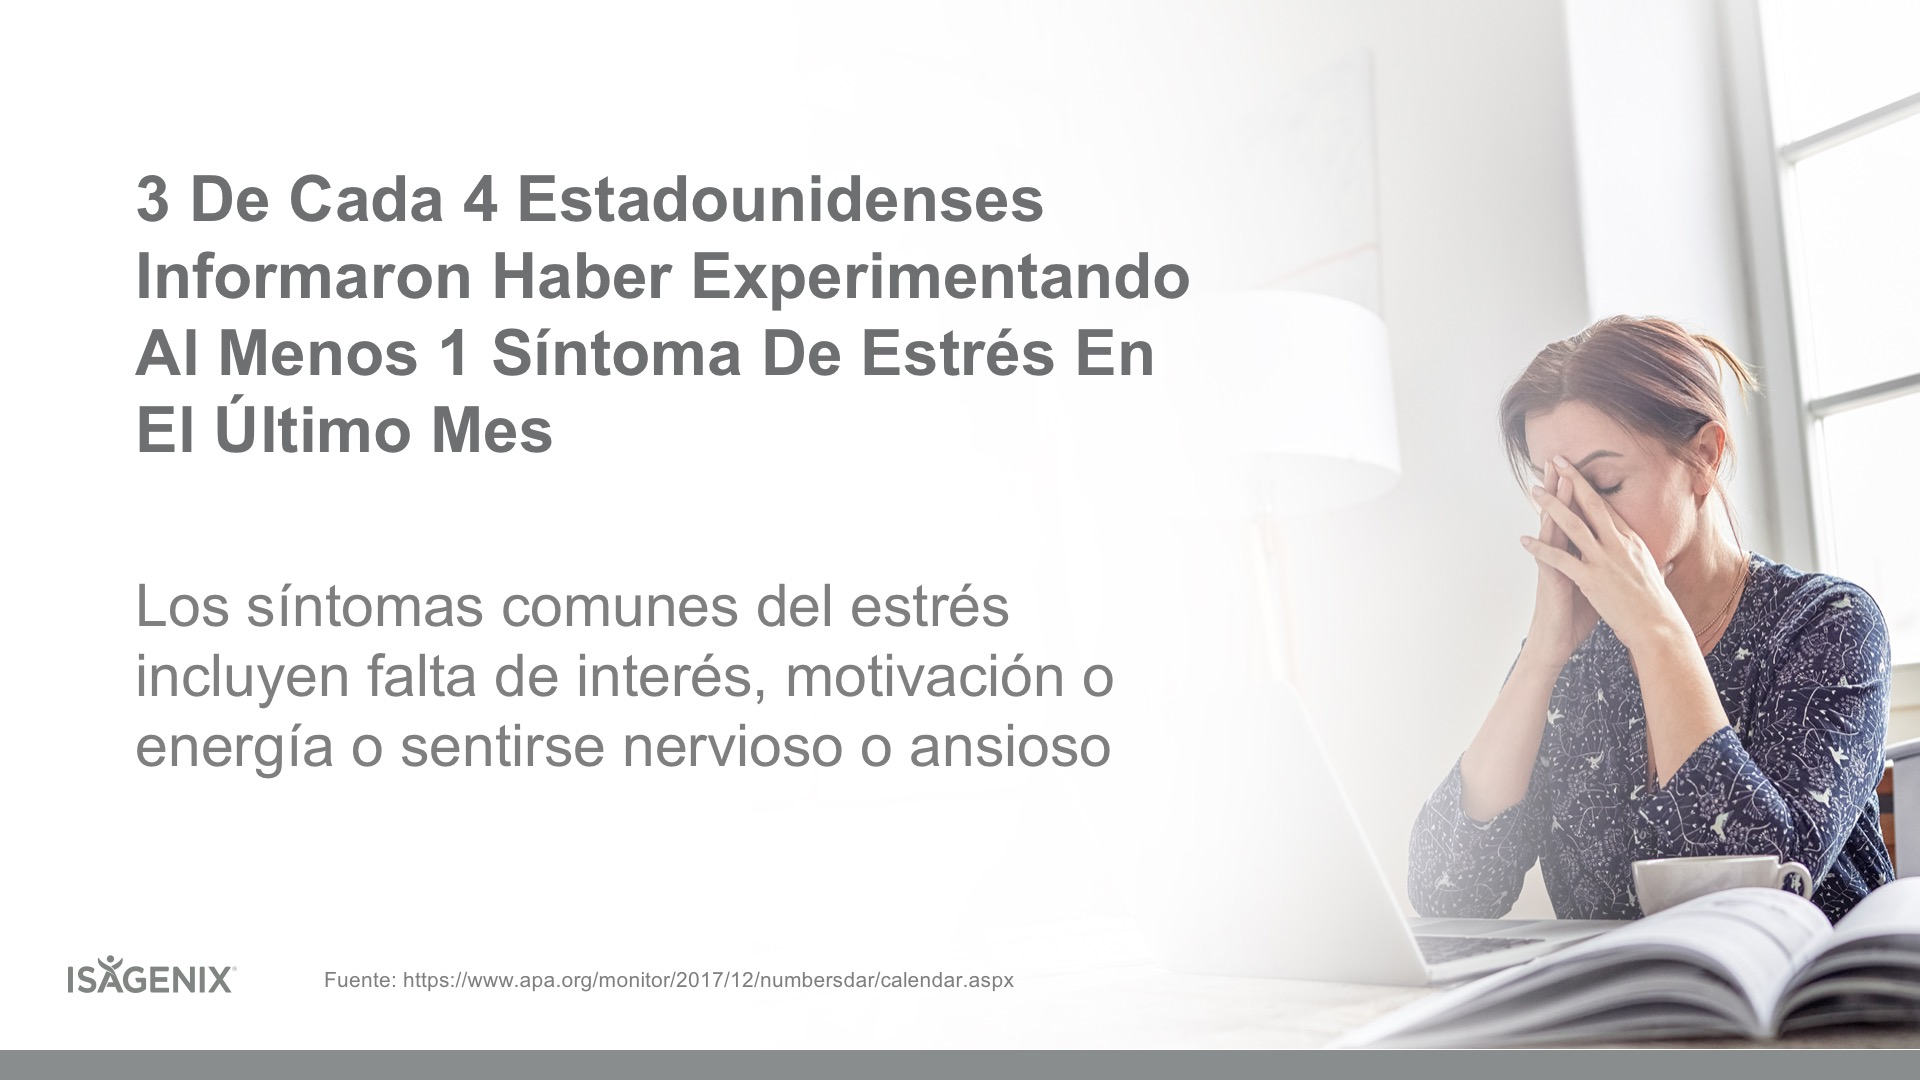 3 De Cada 4 Estadounidenses
Informaron Haber Experimentando
Al Menos 1 Síntoma De Estrés En
El Último Mes
Los síntomas comunes del estrés
incluyen falta de interés, motivación o
energía o sentirse nervioso o ansioso
ISAGENIX®
Fuente: https://www.apa.org/monitor/2017/12/numbersdar/calendar.aspx